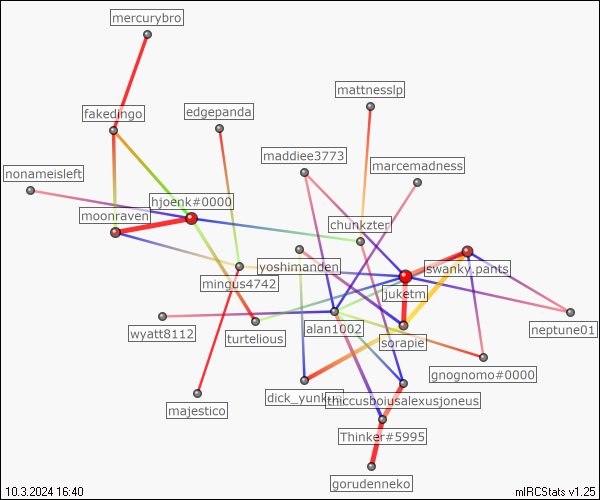 mercurybro
mattnesslp
fakedingo
edgepanda
maddiee3773
marcemadness
nonameisleft
hjoenk#0000
moonraven
chunkzter
yoshimanden
swanky.pants
mingus4742
juketm
wyatt8112
turtelious
alan1002
sorapie
neptune01
gnognomo#0000
majestico
dick_yunkus
thiccusboiusalexusjoneus
Thinker#5995
gorudenneko
10.3.2024 16:40
mIRCStats v1.25